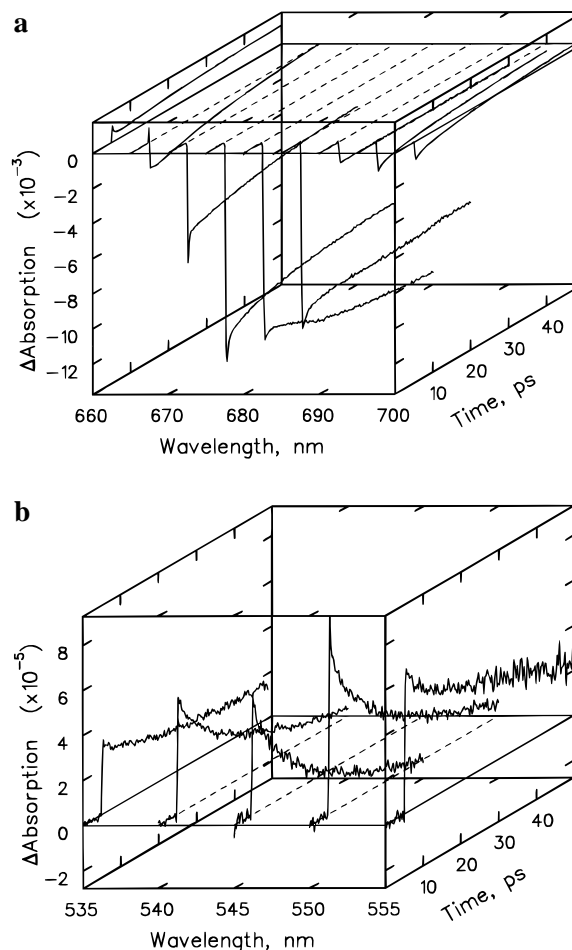 a
0
−2
−4
−6
−8
−10
−12
ΔAbsorption (x10−3)
660 670 680 690 700
Wavelength, nm
10 20 30 40
Time, ps
b
8
6
4
2
0
−2
ΔAbsorption (x10−5)
535 540 545 550 555
Wavelength, nm
10 20 30 40
Time, ps